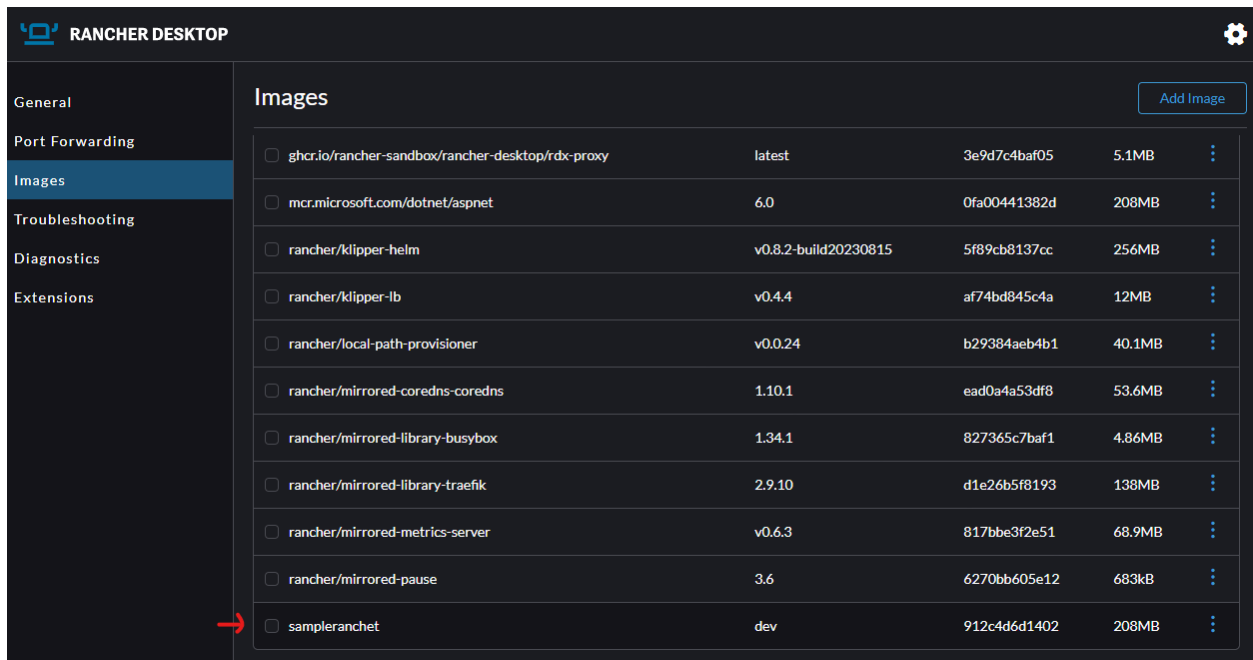 RANCHER DESKTOP
General
Port Forwarding
Images
Troubleshooting
Diagnostics
Extensions
Images
Add Image
ghcr.io/rancher-sandbox/rancher-desktop/rdx-proxy latest 3e9d7c4baf05 5.1MB
mcr.microsoft.com/dotnet/aspnet 6.0 0fa00441382d 208MB
rancher/klipper-helm v0.8.2-build20230815 5f89cb8137cc 256MB
rancher/klipper-lb v0.4.4 af74bd845c4a 12MB
rancher/local-path-provisioner v0.0.24 b29384aeb4b1 40.1MB
rancher/mirrored-coredns-coredns 1.10.1 ead0a4a53df8 53.6MB
rancher/mirrored-library-busybox 1.34.1 827365c7baf1 4.86MB
rancher/mirrored-library-traefik 2.9.10 d1e26b5f8193 138MB
rancher/mirrored-metrics-server v0.6.3 817bbe3f2e51 68.9MB
rancher/mirrored-pause 3.6 6270bb605e12 683kB
sampleranchet dev 912c4d6d1402 208MB